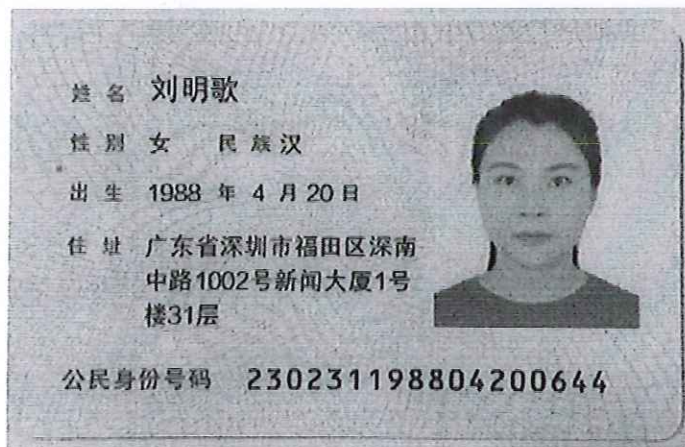 姓名 刘明歌
性别 女 民族 汉
出生 1988 年 4 月 20 日
住址 广东省深圳市福田区深南
中路1002号新闻大厦1号
楼31层
公民身份号码 230231198804200644